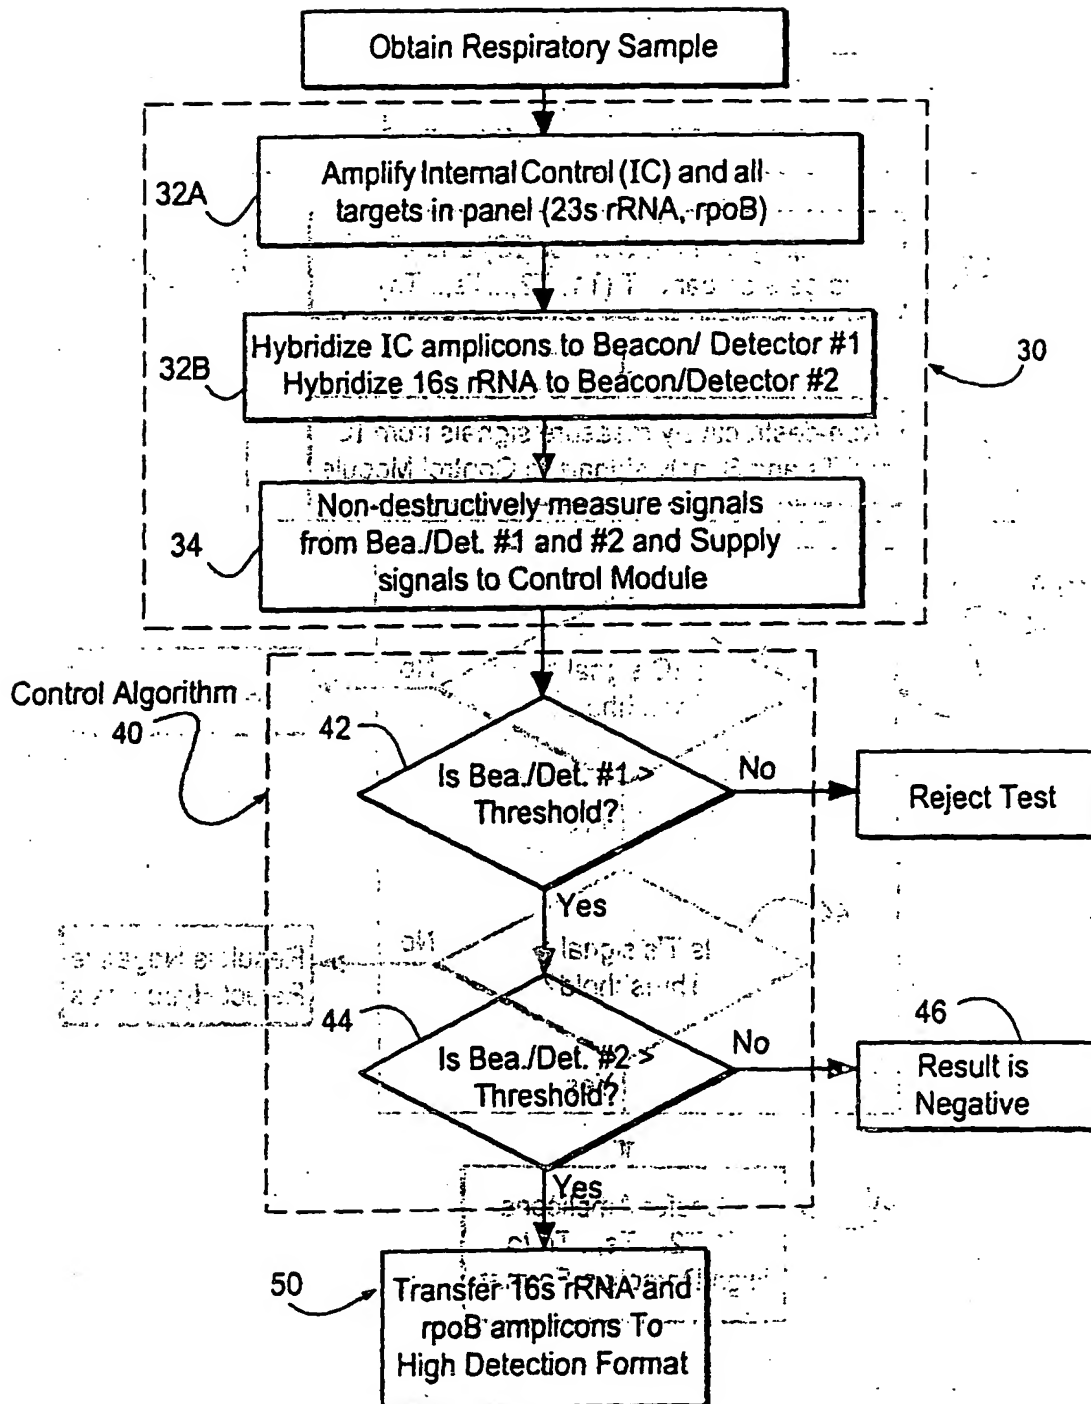 Obtain Respiratory Sample
32A
Amplify Internal Control (IC) and all
targets in panel (23s rRNA, rpoB)
32B
Hybridize IC amplicons to Beacon/ Detector #1
Hybridize 16s rRNA to Beacon/Detector #2
30
34
Non-destructively measure signals
from Bea./Det. #1 and #2 and Supply
signals to Control Module
Control Algorithm
40
42
Is Bea./Det. #1 >
Threshold?
No
Reject Test
Yes
44
Is Bea./Det. #2 >
Threshold?
No
46
Result is
Negative
Yes
50
Transfer 16s rRNA and
rpoB amplicons To
High Detection Format